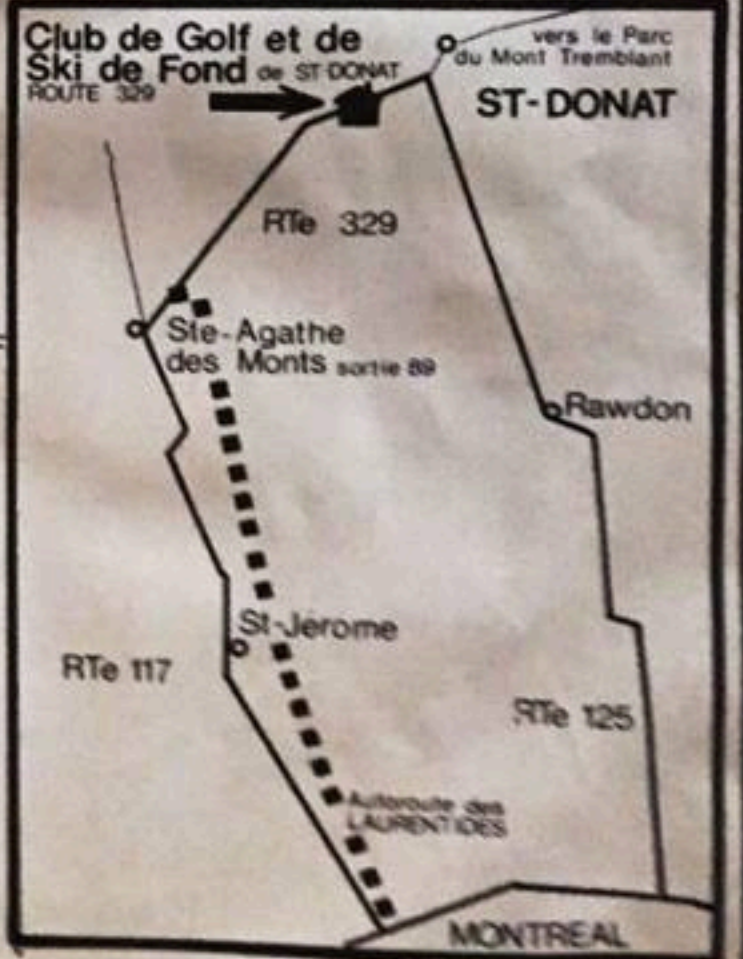 Club de Golf et de
Ski de Fond de ST-DONAT
ROUTE 329
vers le Parc
du Mont Tremblant
ST-DONAT
RTe 329
Ste-Agathe
des Monts sortie 89
Rawdon
St-Jerome
RTe 117
RTe 125
Autoroute des
LAURENTIDES
MONTREAL